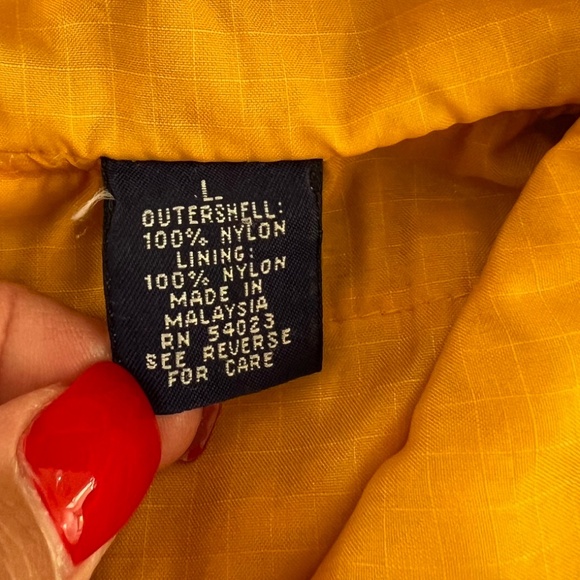 L
OUTERSHELL:
100% NYLON
LINING:
100% NYLON
MADE IN
MALAYSIA
RN 54023
SEE REVERSE
FOR CARE